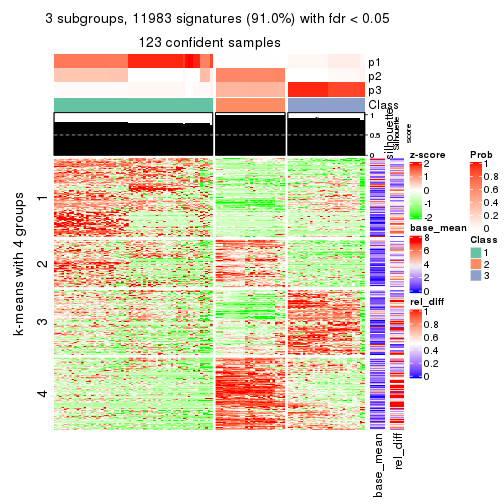 3 subgroups, 11983 signatures (91.0%) with fdr < 0.05
123 confident samples
p1
p2
p3
Class
1
0.5
0
silhouette
Silhouette
score
k-means with 4 groups
1
2
3
4
base_mean
rel_diff
z-score
2
1
0
-1
-2
base_mean
8
6
4
2
0
rel_diff
1
0.8
0.6
0.4
0.2
0
Prob
1
0.8
0.6
0.4
0.2
0
Class
1
2
3